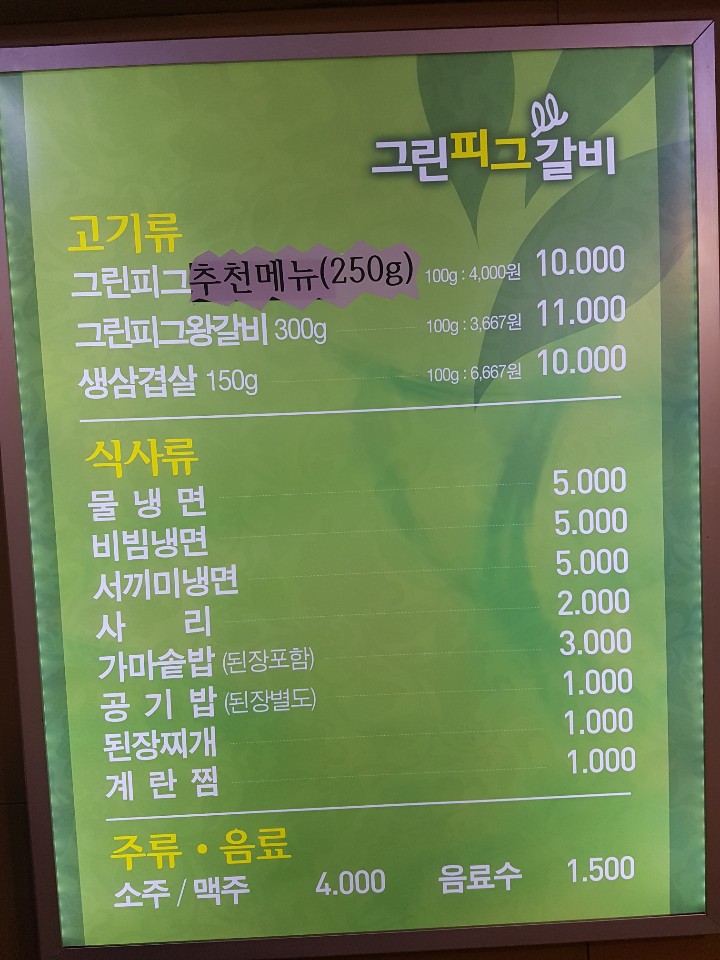 그린피그갈비
고기류
그린피그추천메뉴(250g) 100g : 4,000원 10.000
그린피그왕갈비 300g 100g : 3,667원 11.000
생삼겹살 150g 100g : 6,667원 10.000
식사류
물냉면 5.000
비빔냉면 5.000
서끼미냉면 5.000
사리 2.000
가마솥밥 (된장포함) 3.000
공기밥 (된장별도) 1.000
된장찌개 1.000
계란찜 1.000
주류 • 음료
소주 / 맥주 4.000 음료수 1.500